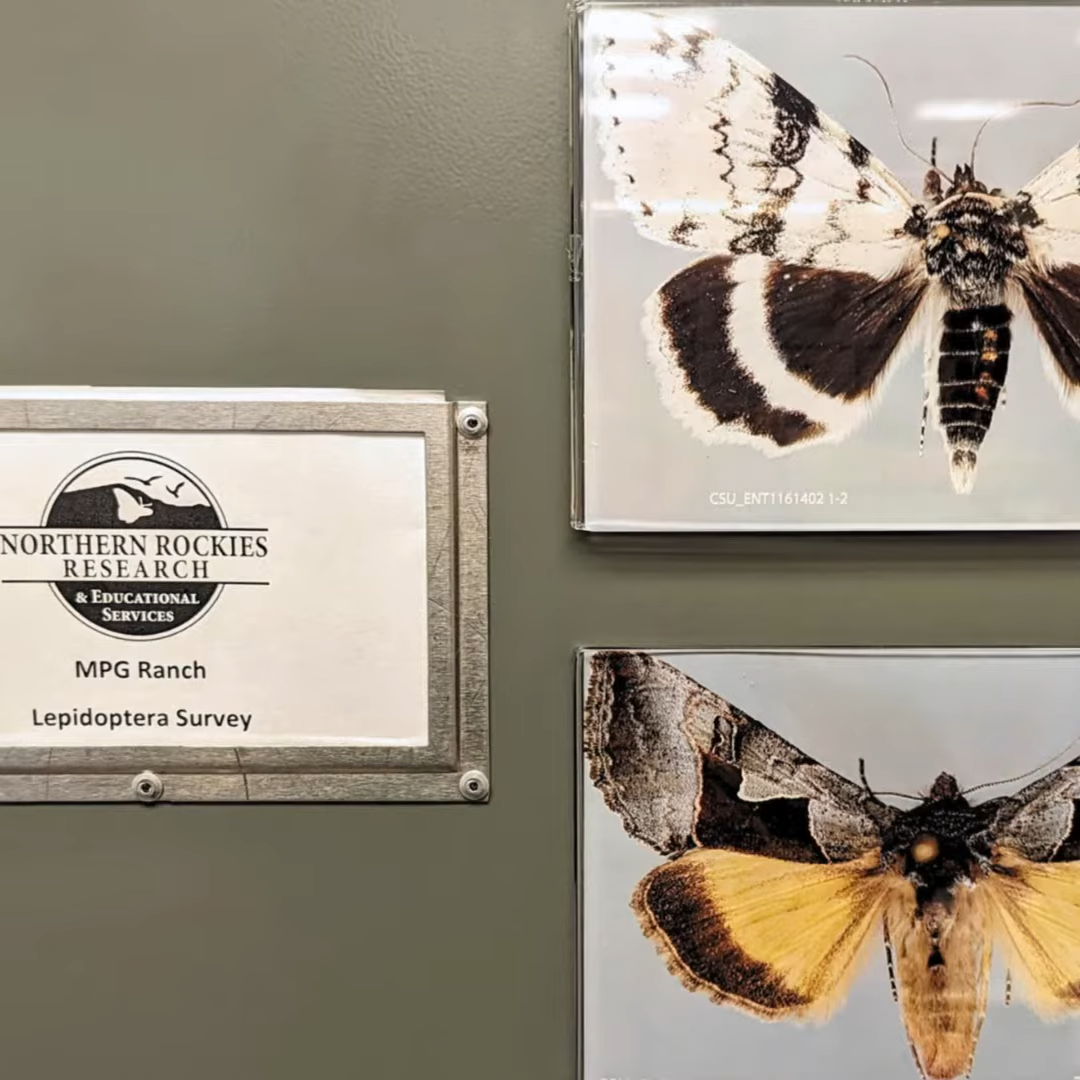 NORTHERN ROCKIES
RESEARCH
& EDUCATIONAL
SERVICES
MPG Ranch
Lepidoptera Survey
CSU_ENT1161402 1-2